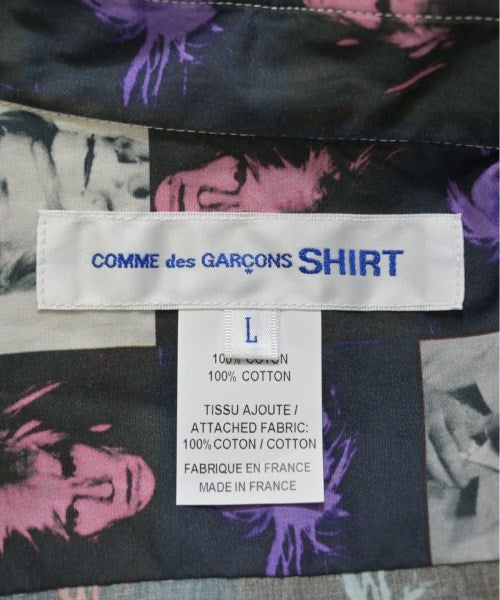 COMME des GARÇONS SHIRT
L
100% COTON
100% COTTON
TISSU AJOUTE /
ATTACHED FABRIC:
100% COTON / COTTON
FABRIQUE EN FRANCE
MADE IN FRANCE